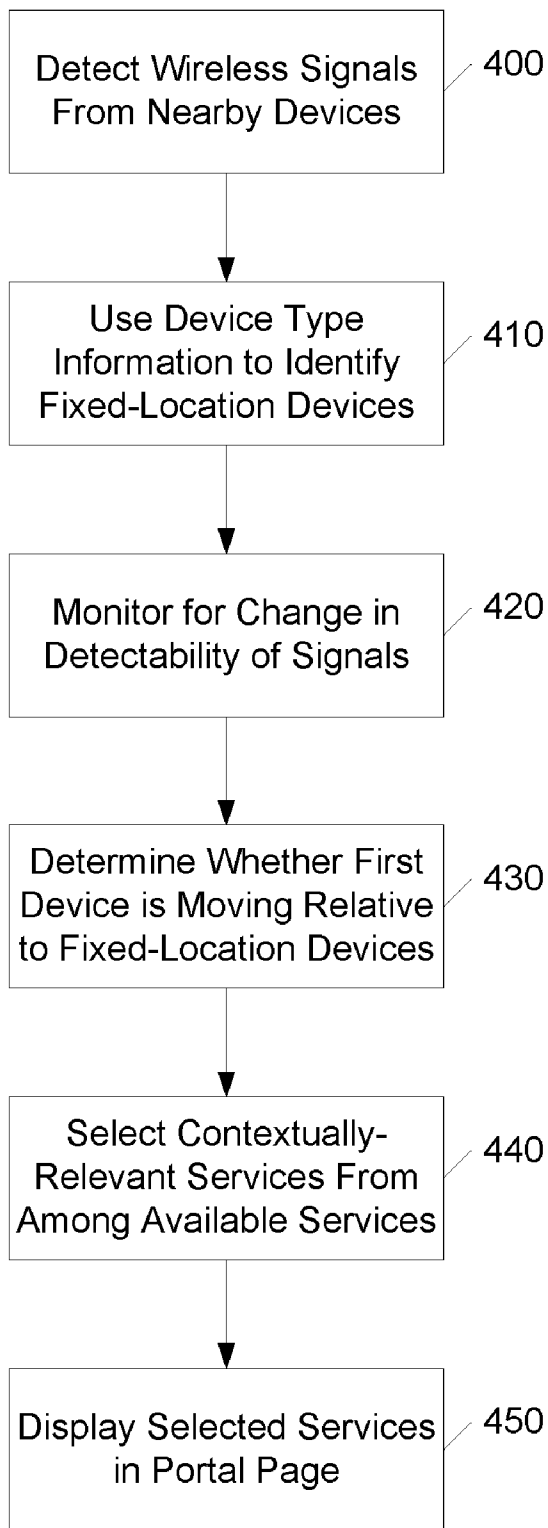 Detect Wireless Signals
From Nearby Devices
400
Use Device Type
Information to Identify
Fixed-Location Devices
410
Monitor for Change in
Detectability of Signals
420
Determine Whether First
Device is Moving Relative
to Fixed-Location Devices
430
Select Contextually-
Relevant Services From
Among Available Services
440
Display Selected Services
in Portal Page
450